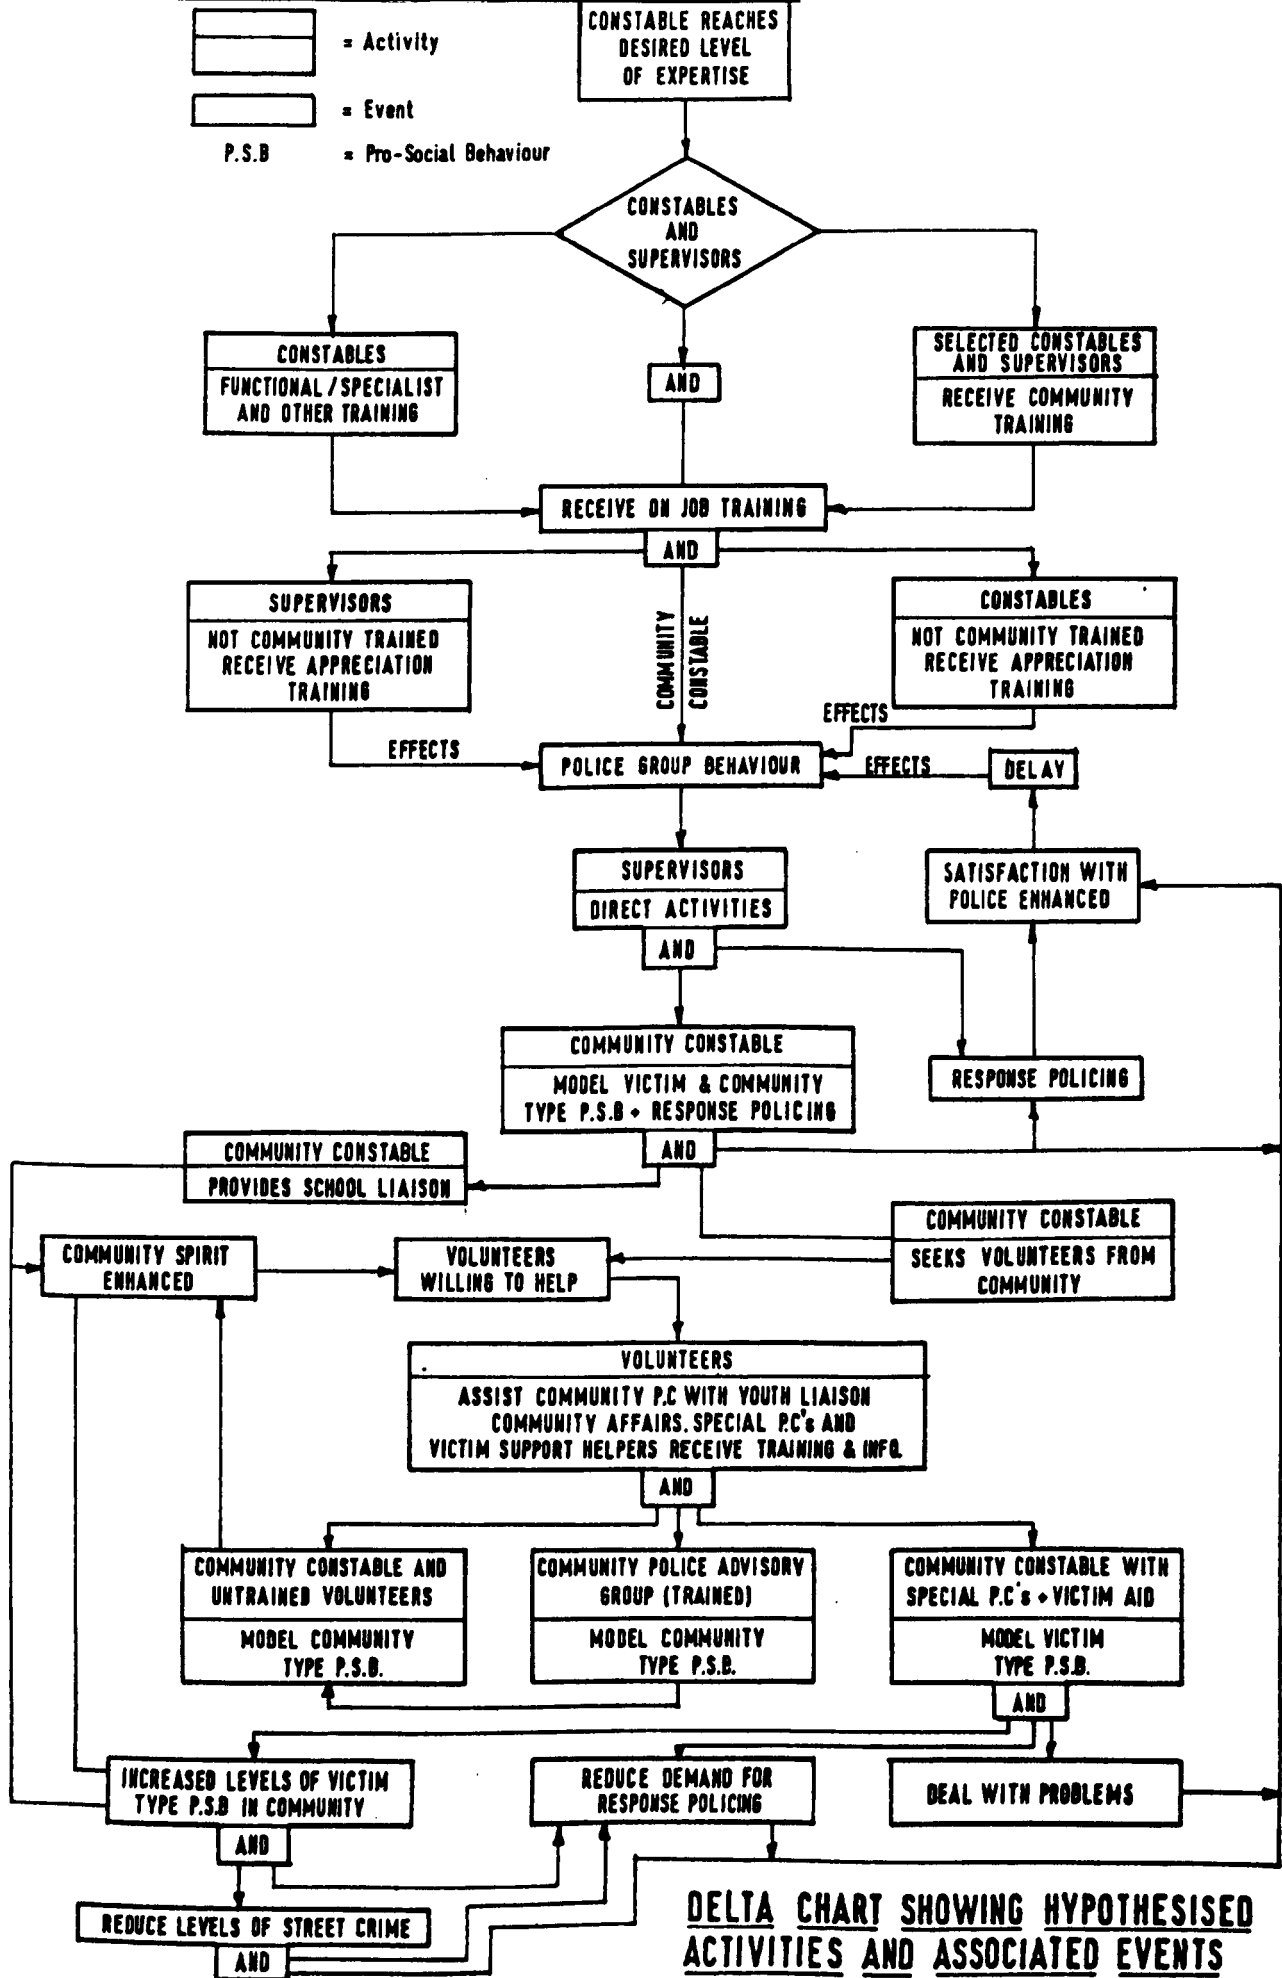 CONSTABLE REACHES
DESIRED LEVEL
OF EXPERTISE
= Activity
= Event
P.S.B = Pro-Social Behaviour
CONSTABLES
AND
SUPERVISORS
CONSTABLES
FUNCTIONAL/SPECIALIST
AND OTHER TRAINING
AND
SELECTED CONSTABLES
AND SUPERVISORS
RECEIVE COMMUNITY
TRAINING
RECEIVE ON JOB TRAINING
AND
SUPERVISORS
NOT COMMUNITY TRAINED
RECEIVE APPRECIATION
TRAINING
COMMUNITY
CONSTABLE
CONSTABLES
NOT COMMUNITY TRAINED
RECEIVE APPRECIATION
TRAINING
EFFECTS
EFFECTS
POLICE GROUP BEHAVIOUR
EFFECTS
DELAY
SUPERVISORS
DIRECT ACTIVITIES
AND
SATISFACTION WITH
POLICE ENHANCED
COMMUNITY CONSTABLE
MODEL VICTIM & COMMUNITY
TYPE P.S.B + RESPONSE POLICING
AND
RESPONSE POLICING
COMMUNITY CONSTABLE
PROVIDES SCHOOL LIAISON
COMMUNITY CONSTABLE
SEEKS VOLUNTEERS FROM
COMMUNITY
COMMUNITY SPIRIT
ENHANCED
VOLUNTEERS
WILLING TO HELP
VOLUNTEERS
ASSIST COMMUNITY P.C WITH YOUTH LIAISON
COMMUNITY AFFAIRS. SPECIAL P.C's AND
VICTIM SUPPORT HELPERS RECEIVE TRAINING & INFO.
AND
COMMUNITY CONSTABLE AND
UNTRAINED VOLUNTEERS
MODEL COMMUNITY
TYPE P.S.B.
COMMUNITY POLICE ADVISORY
GROUP (TRAINED)
MODEL COMMUNITY
TYPE P.S.B.
COMMUNITY CONSTABLE WITH
SPECIAL P.C's + VICTIM AID
MODEL VICTIM
TYPE P.S.B.
AND
INCREASED LEVELS OF VICTIM
TYPE P.S.B IN COMMUNITY
AND
REDUCE DEMAND FOR
RESPONSE POLICING
DEAL WITH PROBLEMS
REDUCE LEVELS OF STREET CRIME
AND
DELTA CHART SHOWING HYPOTHESISED
ACTIVITIES AND ASSOCIATED EVENTS